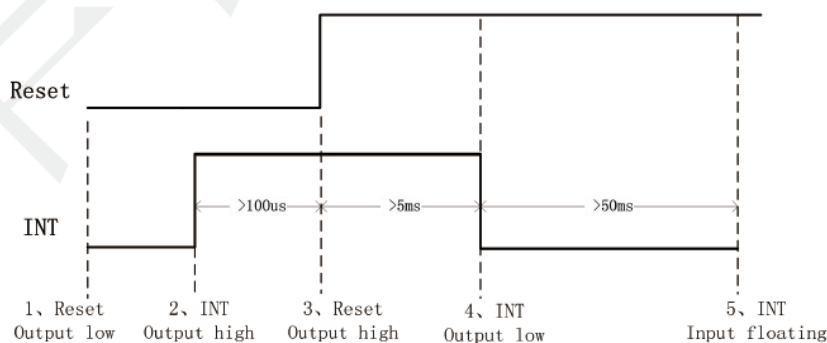 Reset
>100us
>5ms
>50ms
INT
1、Reset
Output low
2、INT
Output high
3、Reset
Output high
4、INT
Output low
5、INT
Input floating